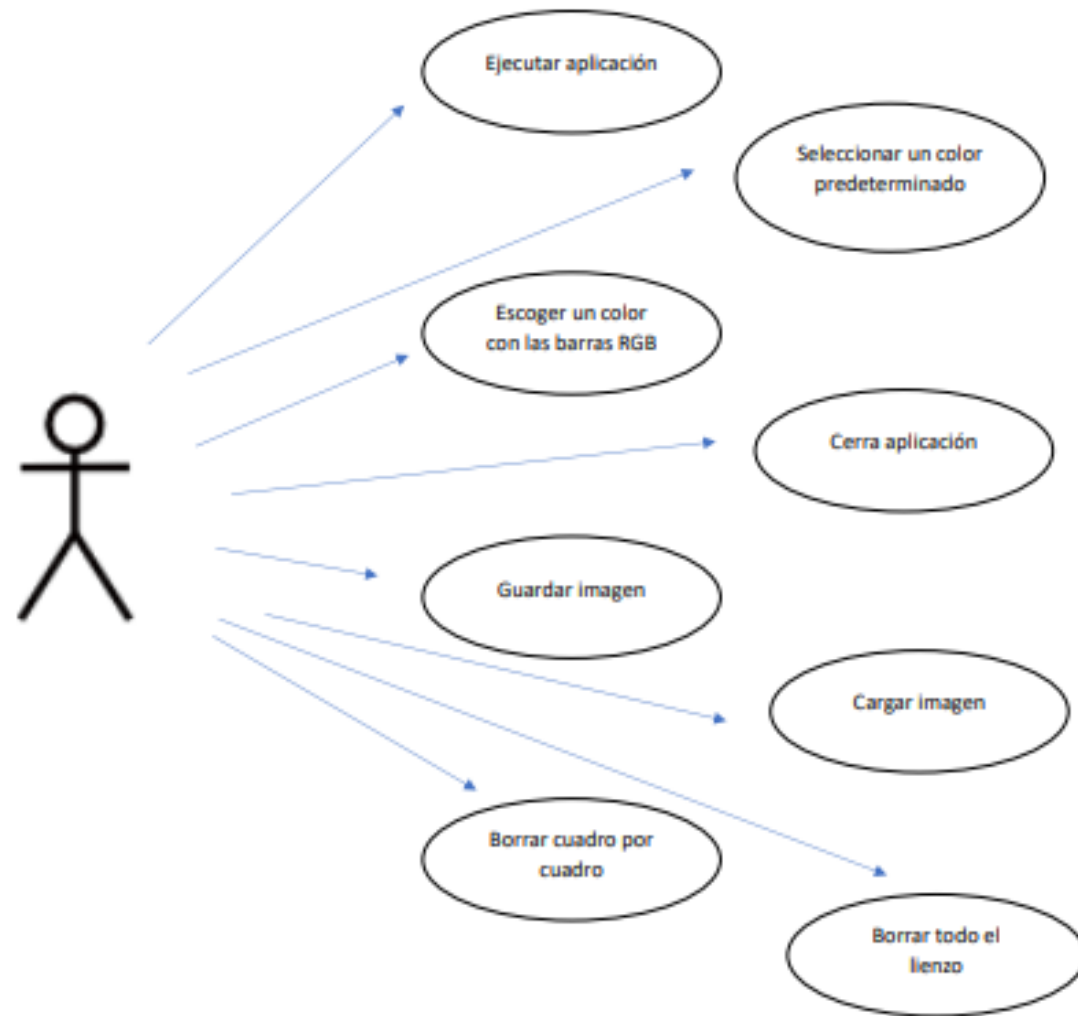 Ejecutar aplicación
Seleccionar un color
predeterminado
Escoger un color
con las barras RGB
Cerra aplicación
Guardar imagen
Cargar imagen
Borrar cuadro por
cuadro
Borrar todo el
lienzo